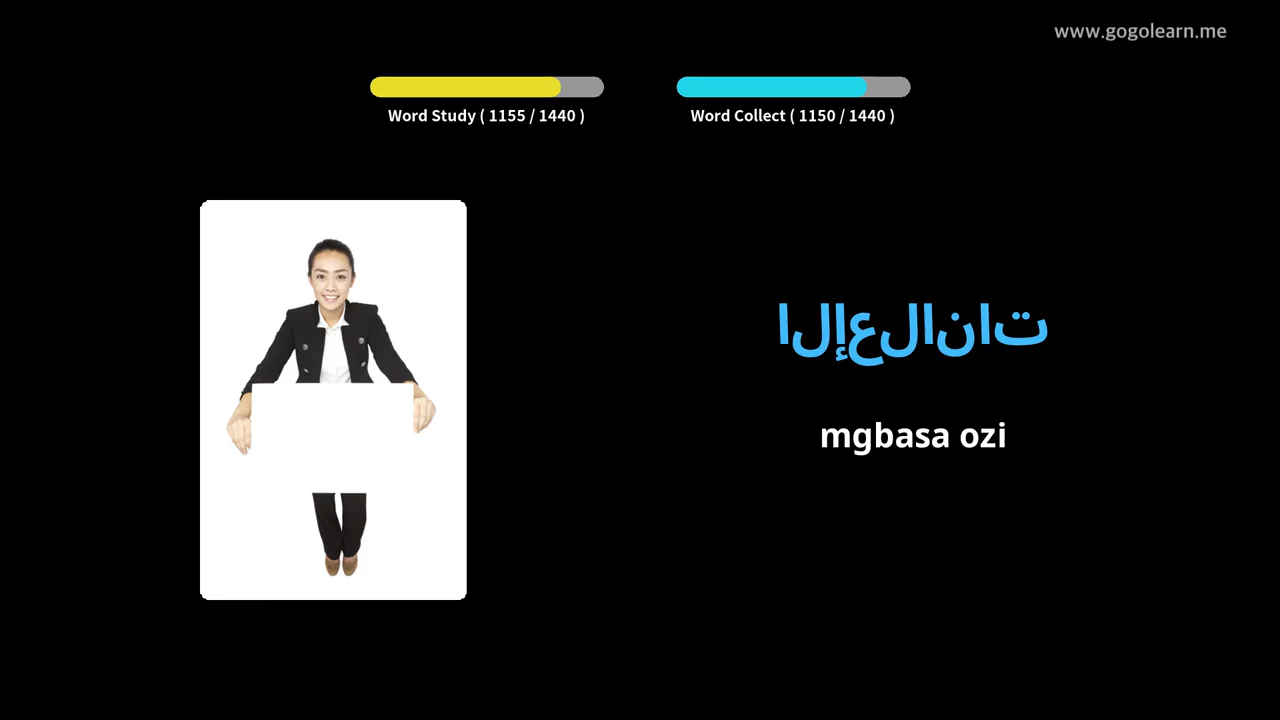 www.gogolearn.me
Word Study ( 1155 / 1440 )
Word Collect ( 1150 / 1440 )
الإعلانات
mgbasa ozi